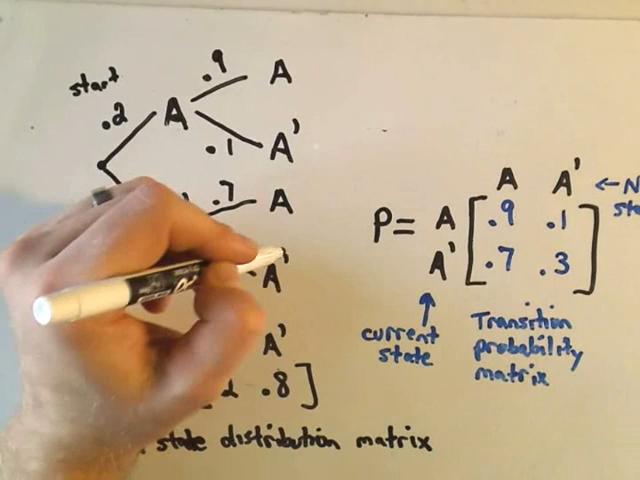 start
.2 A .9 A
.1 A'
.7 A
A'
A'
.8 ]
state distribution matrix
A A' ←
P = A [ .9 .1 ]
A' [ .7 .3 ]
↑
current state
Transition probability matrix